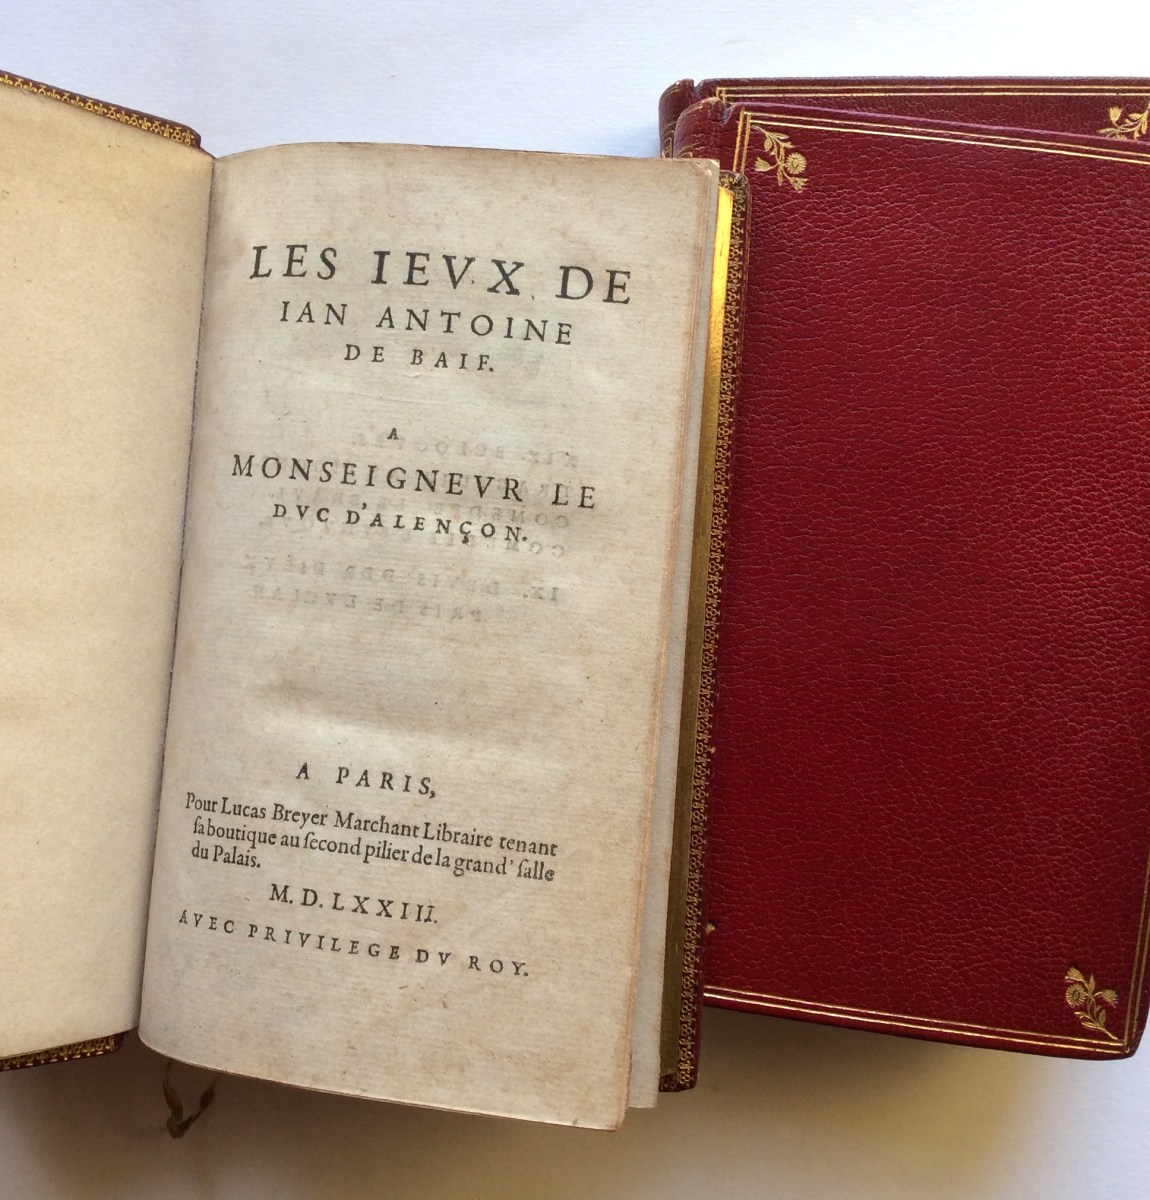 LES IEVX DE
IAN ANTOINE
DE BAIF.
A
MONSEIGNEVR LE
DVC D'ALENÇON.
A PARIS,
Pour Lucas Breyer Marchant Libraire tenant
ſa boutique au ſecond pilier de la grand' ſalle
du Palais.
M. D. LXXIII.
AVEC PRIVILEGE DV ROY.